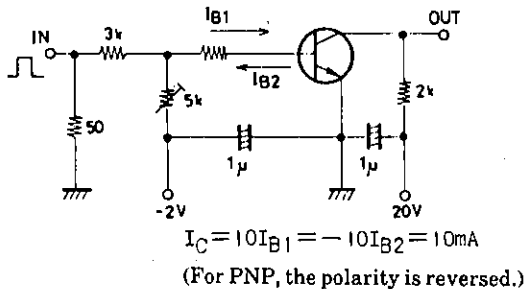 IN
3k
I_B1
OUT
I_B2
5k
2k
50
1μ
1μ
-2V
20V
I_C=10I_B1=-10I_B2=10mA
(For PNP, the polarity is reversed.)